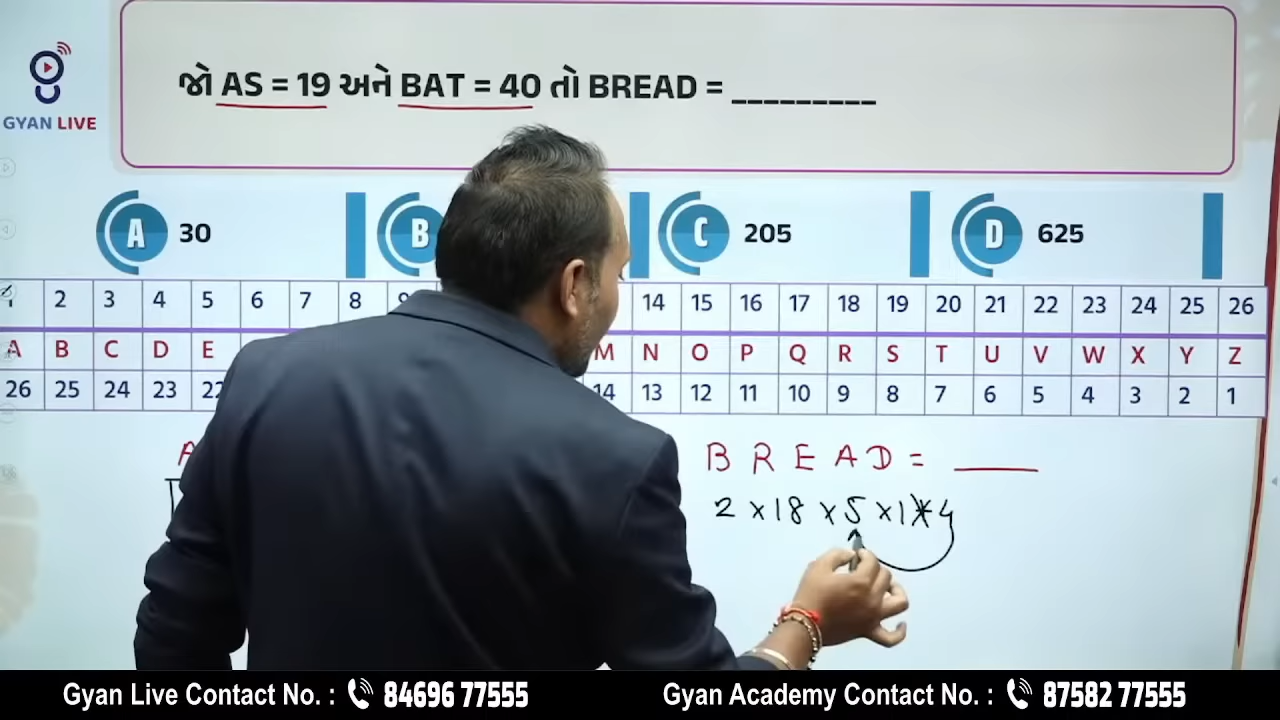 GYAN LIVE
જો AS = 19 અને BAT = 40 તો BREAD = _________
A 30
B
C 205
D 625
1 2 3 4 5 6 7 8 9 14 15 16 17 18 19 20 21 22 23 24 25 26
A B C D E M N O P Q R S T U V W X Y Z
26 25 24 23 22 14 13 12 11 10 9 8 7 6 5 4 3 2 1
A
B R E A D = ____
2 × 18 × 5 × 1 × 4
Gyan Live Contact No. : 84696 77555
Gyan Academy Contact No. : 87582 77555